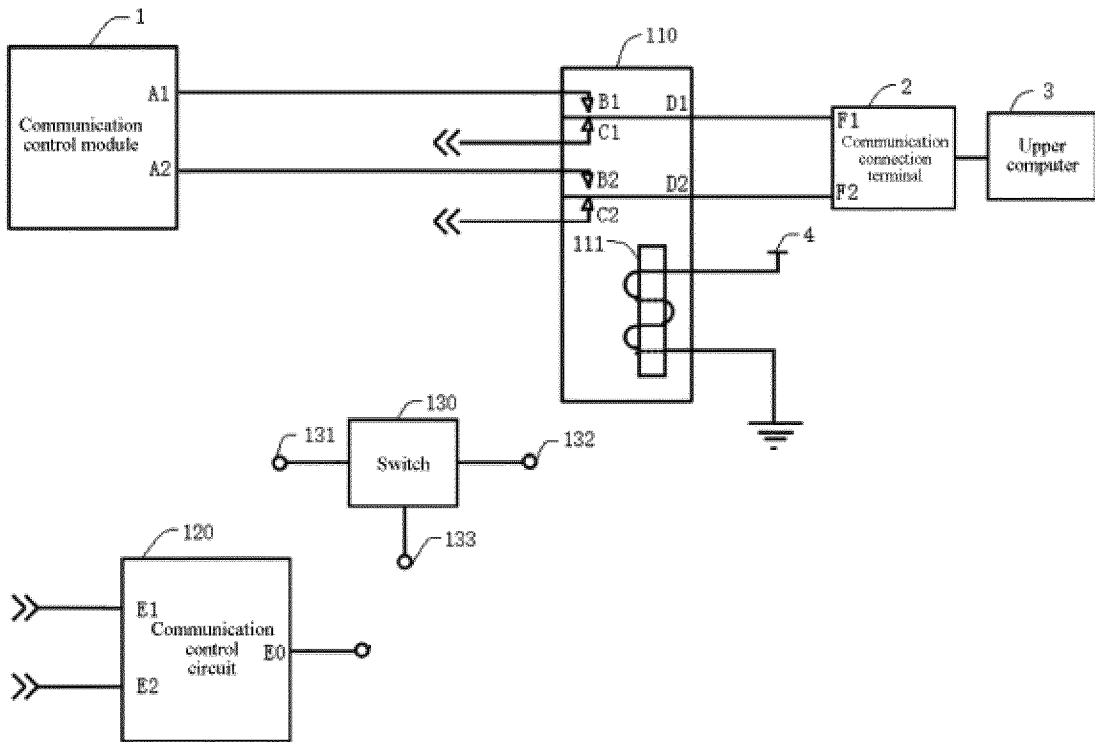 1
110
A1
B1
D1
2
3
Communication
control module
C1
F1
Communication
connection
terminal
Upper
computer
A2
B2
D2
F2
C2
111
4
130
131
132
Switch
120
133
E1
Communication
control
circuit
E0
E2